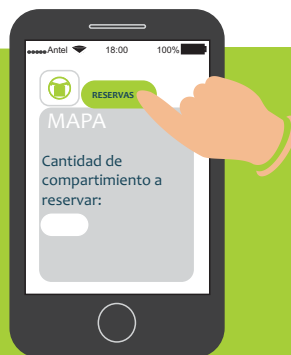 Antel 18:00 100%
RESERVAS
MAPA
Cantidad de
compartimiento a
reservar: